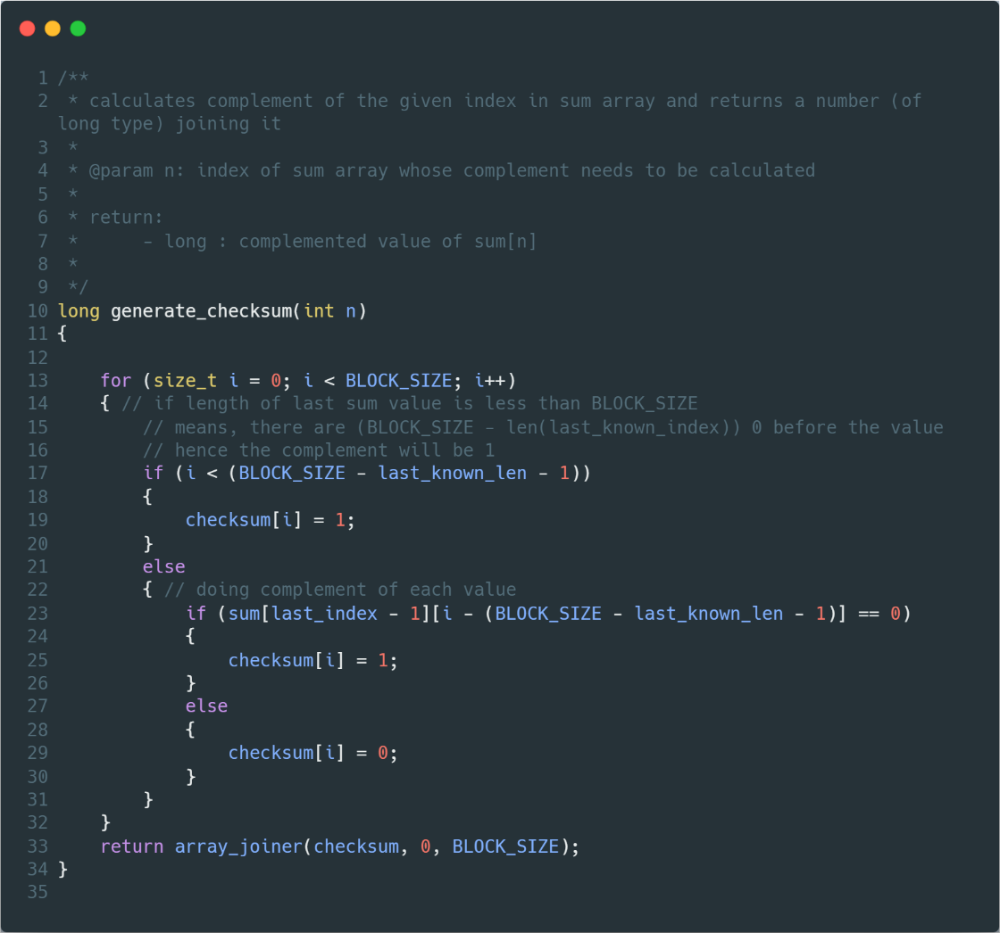 1 /**
2  * calculates complement of the given index in sum array and returns a number (of
long type) joining it
3  *
4  * @param n: index of sum array whose complement needs to be calculated
5  *
6  * return:
7  *      - long : complemented value of sum[n]
8  *
9  */
10 long generate_checksum(int n)
11 {
12
13     for (size_t i = 0; i < BLOCK_SIZE; i++)
14     { // if length of last sum value is less than BLOCK_SIZE
15         // means, there are (BLOCK_SIZE - len(last_known_index)) 0 before the value
16         // hence the complement will be 1
17         if (i < (BLOCK_SIZE - last_known_len - 1))
18         {
19             checksum[i] = 1;
20         }
21         else
22         { // doing complement of each value
23             if (sum[last_index - 1][i - (BLOCK_SIZE - last_known_len - 1)] == 0)
24             {
25                 checksum[i] = 1;
26             }
27             else
28             {
29                 checksum[i] = 0;
30             }
31         }
32     }
33     return array_joiner(checksum, 0, BLOCK_SIZE);
34 }
35